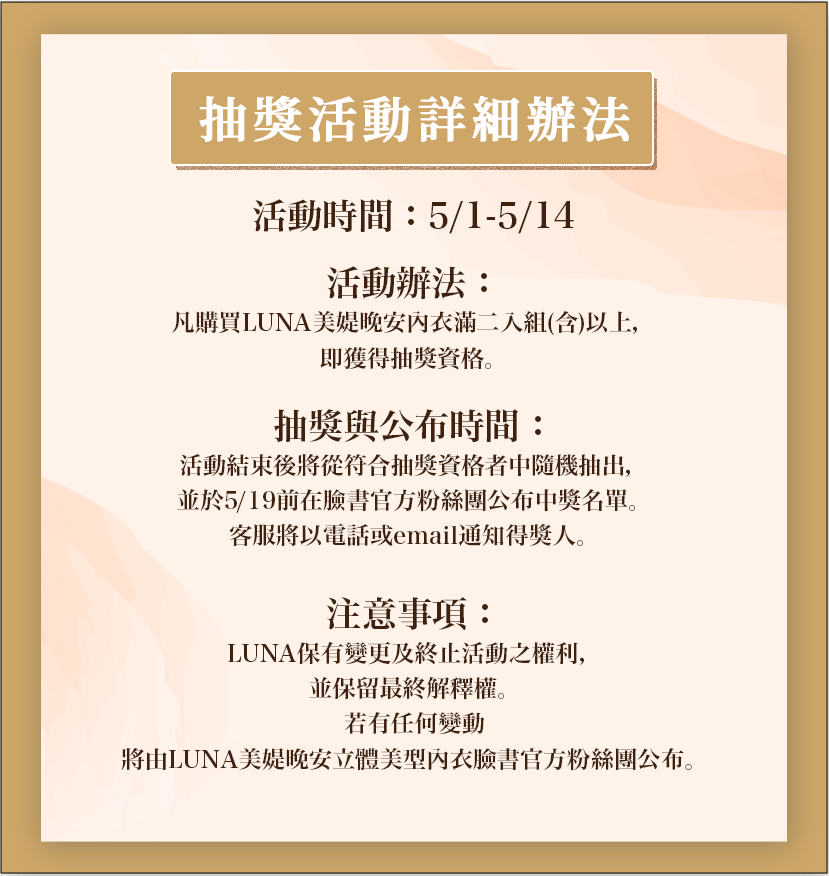 抽獎活動詳細辦法
活動時間：5/1-5/14
活動辦法：
凡購買LUNA美媞晚安內衣滿二入組(含)以上，
即獲得抽獎資格。
抽獎與公布時間：
活動結束後將從符合抽獎資格者中隨機抽出，
並於5/19前在臉書官方粉絲團公布中獎名單。
客服將以電話或email通知得獎人。
注意事項：
LUNA保有變更及終止活動之權利，
並保留最終解釋權。
若有任何變動
將由LUNA美媞晚安立體美型內衣臉書官方粉絲團公布。